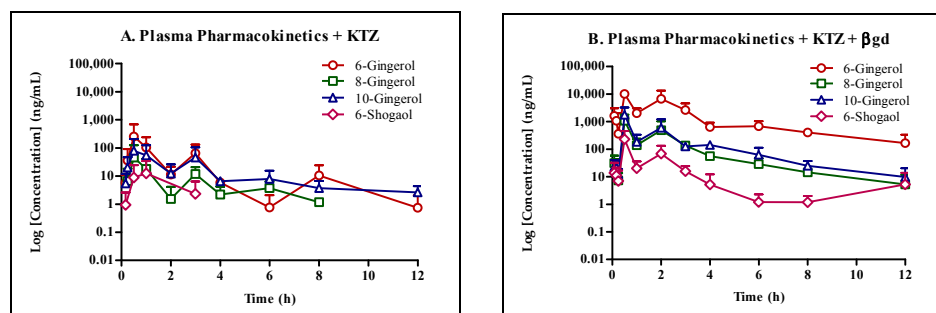 A. Plasma Pharmacokinetics + KTZ
6-Gingerol
8-Gingerol
10-Gingerol
6-Shogaol
Log [Concentration] (ng/mL)
100,000
10,000
1,000
100
10
1
0.1
0.01
0 2 4 6 8 10 12
Time (h)
B. Plasma Pharmacokinetics + KTZ + βgd
6-Gingerol
8-Gingerol
10-Gingerol
6-Shogaol
Log [Concentration] (ng/mL)
100,000
10,000
1,000
100
10
1
0.1
0.01
0 2 4 6 8 10 12
Time (h)